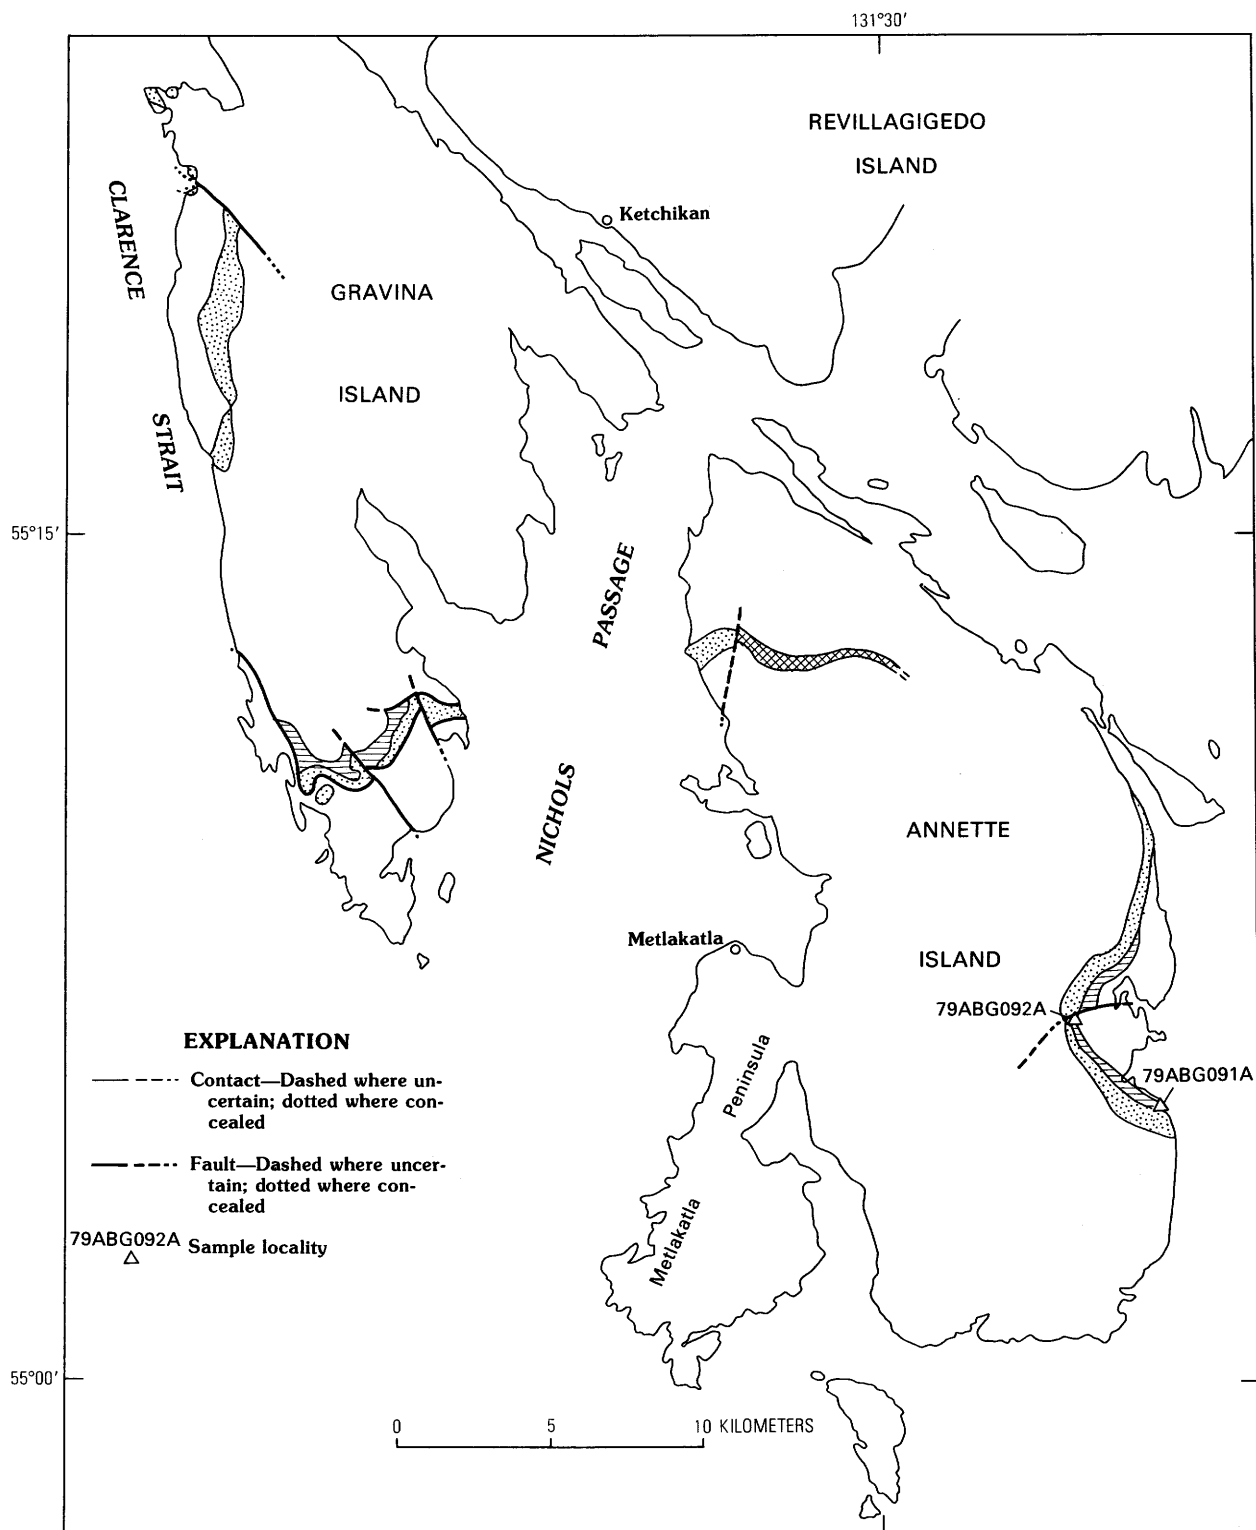 131°30′
REVILLAGIGEDO
ISLAND
CLARENCE
STRAIT
Ketchikan
GRAVINA
ISLAND
55°15′
PASSAGE
NICHOLS
ANNETTE
ISLAND
Metlakatla
79ABG092A
79ABG091A
Peninsula
Metlakatla
EXPLANATION
Contact—Dashed where un-
certain; dotted where con-
cealed
Fault—Dashed where uncer-
tain; dotted where con-
cealed
79ABG092A Sample locality
55°00′
0 5 10 KILOMETERS